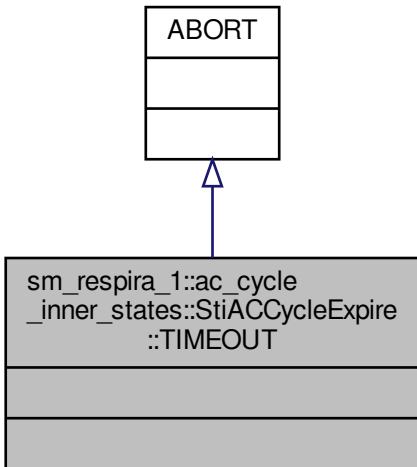 ABORT
sm_respira_1::ac_cycle
_inner_states::StiACCycleExpire
::TIMEOUT